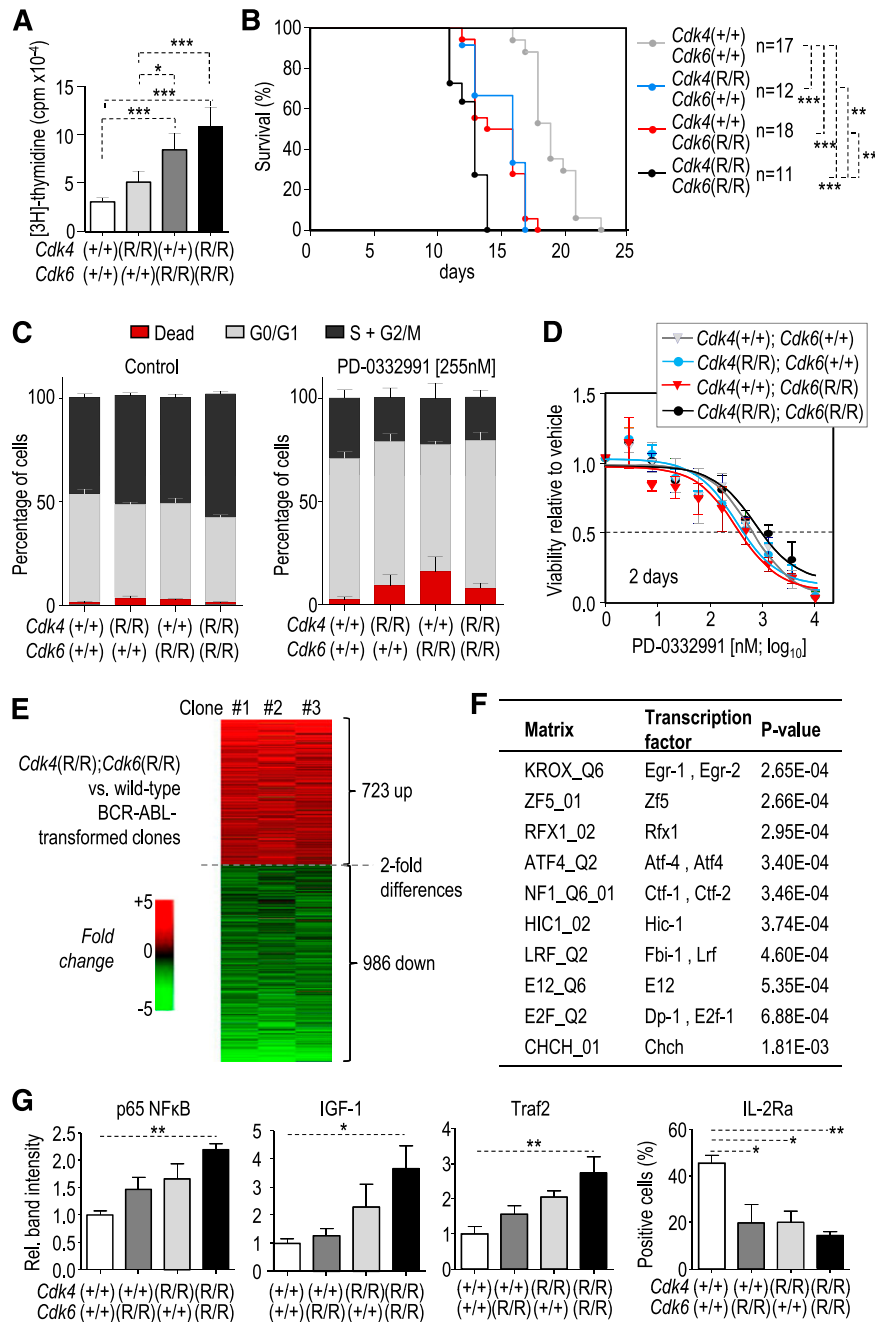 A
[3H]-thymidine (cpm x10-4)
***
*
***
***
15
10
5
0
Cdk4 (+/+) (R/R) (+/+) (R/R)
Cdk6 (+/+) (+/+) (R/R) (R/R)
B
Survival (%)
100
80
60
40
20
0
0 5 10 15 20 25
days
Cdk4(+/+)
Cdk6(+/+) n=17
Cdk4(R/R)
Cdk6(+/+) n=12
Cdk4(+/+)
Cdk6(R/R) n=18
Cdk4(R/R)
Cdk6(R/R) n=11
***
***
***
**
**
C
Dead G0/G1 S + G2/M
Control
Percentage of cells
100
50
0
Cdk4 (+/+) (R/R) (+/+) (R/R)
Cdk6 (+/+) (+/+) (R/R) (R/R)
PD-0332991 [255nM]
Percentage of cells
100
50
0
Cdk4 (+/+) (R/R) (+/+) (R/R)
Cdk6 (+/+) (+/+) (R/R) (R/R)
D
Cdk4(+/+); Cdk6(+/+)
Cdk4(R/R); Cdk6(+/+)
Cdk4(+/+); Cdk6(R/R)
Cdk4(R/R); Cdk6(R/R)
Viability relative to vehicle
1.5
1.0
0.5
0.0
2 days
0 1 2 3 4
PD-0332991 [nM; log10]
E
Clone #1 #2 #3
Cdk4(R/R);Cdk6(R/R)
vs. wild-type
BCR-ABL-
transformed clones
723 up
2-fold
differences
986 down
Fold
change
+5
0
-5
F
Matrix Transcription factor P-value
KROX_Q6 Egr-1 , Egr-2 2.65E-04
ZF5_01 Zf5 2.66E-04
RFX1_02 Rfx1 2.95E-04
ATF4_Q2 Atf-4 , Atf4 3.40E-04
NF1_Q6_01 Ctf-1 , Ctf-2 3.46E-04
HIC1_02 Hic-1 3.74E-04
LRF_Q2 Fbi-1 , Lrf 4.60E-04
E12_Q6 E12 5.35E-04
E2F_Q2 Dp-1 , E2f-1 6.88E-04
CHCH_01 Chch 1.81E-03
G
p65 NFκB
Rel. band intensity
2.5
2.0
1.5
1.0
0.5
0.0
**
Cdk4 (+/+) (+/+) (R/R) (R/R)
Cdk6 (+/+) (R/R) (+/+) (R/R)
IGF-1
5
4
3
2
1
0
*
(+/+) (+/+) (R/R) (R/R)
(+/+) (R/R) (+/+) (R/R)
Traf2
4
3
2
1
0
**
(+/+) (+/+) (R/R) (R/R)
(+/+) (R/R) (+/+) (R/R)
IL-2Ra
Positive cells (%)
60
40
20
0
**
*
*
Cdk4 (+/+) (+/+) (R/R) (R/R)
Cdk6 (+/+) (R/R) (+/+) (R/R)